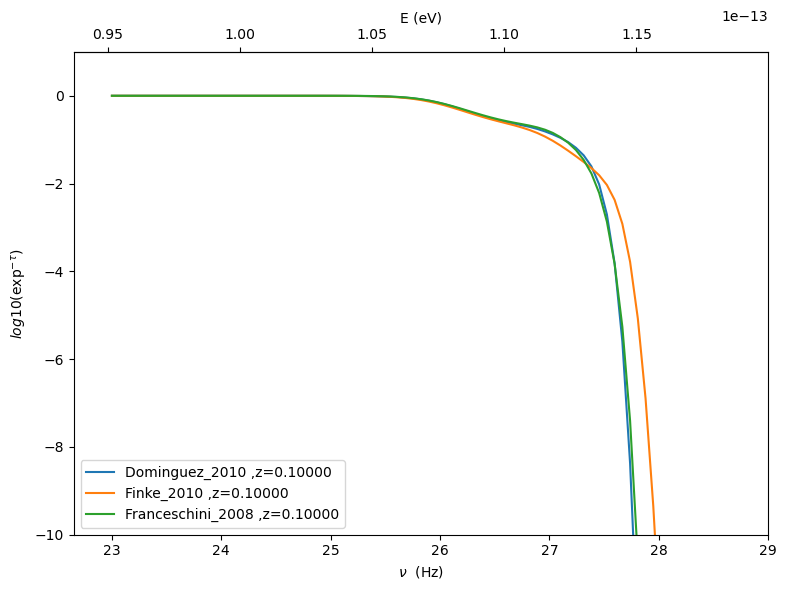 E (eV)
1e−13
0.95 1.00 1.05 1.10 1.15
0
−2
−4
−6
−8
−10
log10(exp^{−τ})
Dominguez_2010 ,z=0.10000
Finke_2010 ,z=0.10000
Franceschini_2008 ,z=0.10000
23 24 25 26 27 28 29
ν (Hz)